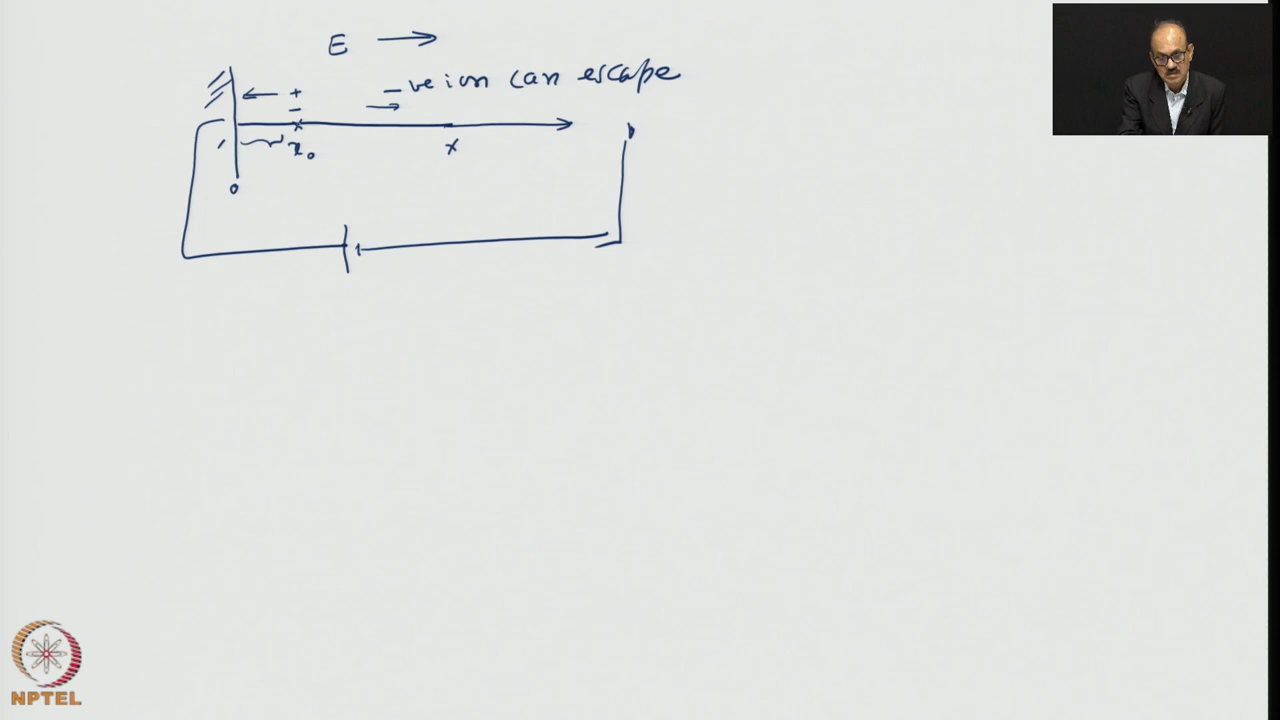 E →
-ve ion can escape
← +
-
x x₀ x
0
NPTEL